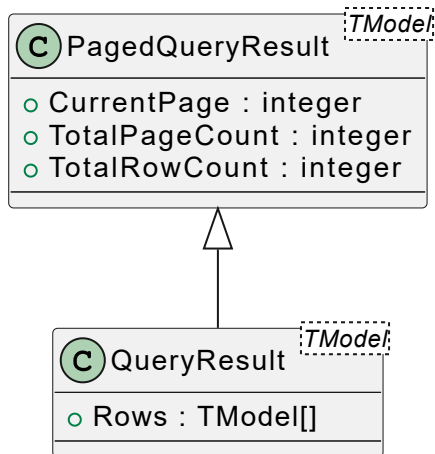 C PagedQueryResult TModel
CurrentPage : integer
TotalPageCount : integer
TotalRowCount : integer
C QueryResult TModel
Rows : TModel[]